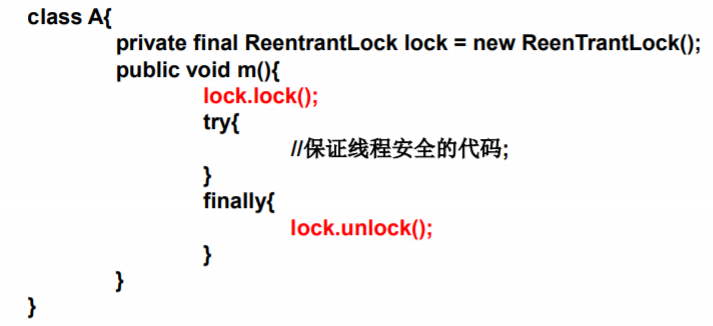 class A{
private final ReentrantLock lock = new ReenTrantLock();
public void m(){
lock.lock();
try{
//保证线程安全的代码;
}
finally{
lock.unlock();
}
}
}